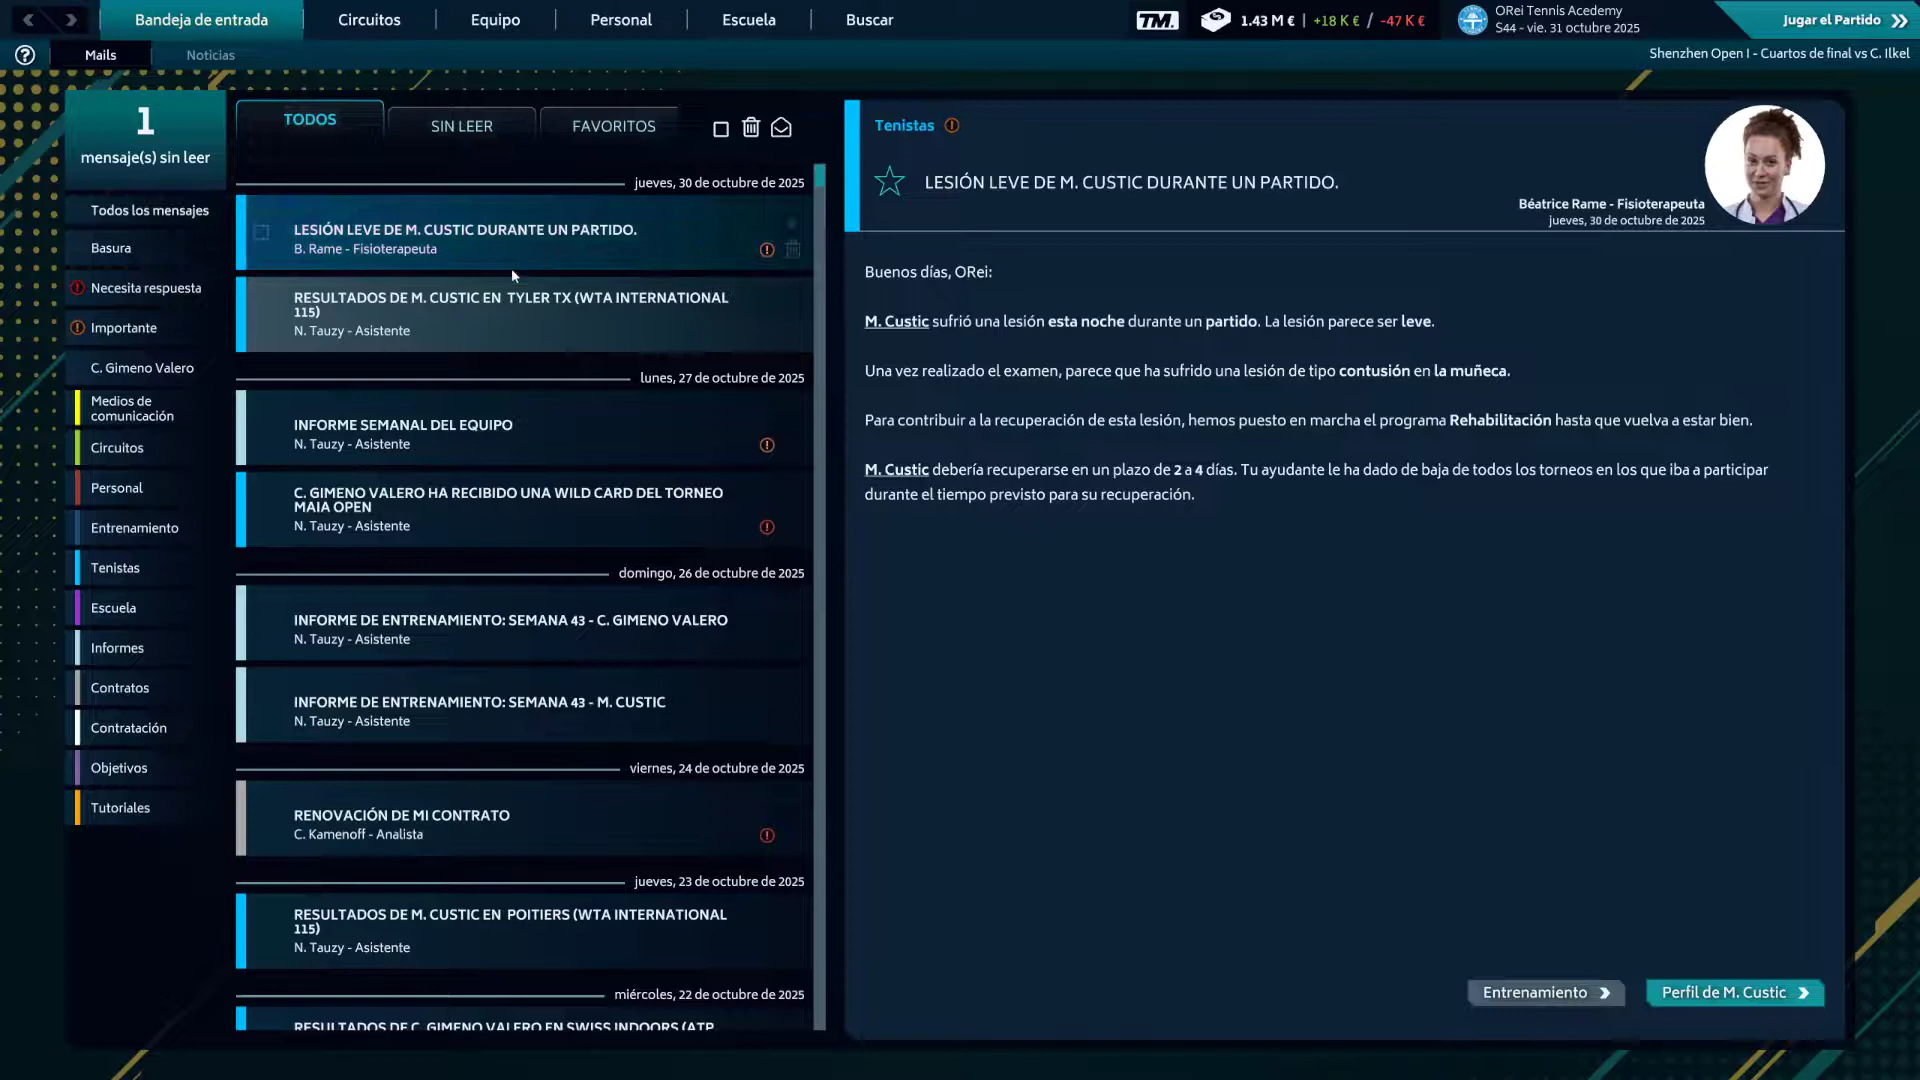 Bandeja de entrada
Circuitos
Equipo
Personal
Escuela
Buscar
TM.
1.43 M € | +18 K € / -47 K €
ORei Tennis Acedemy
S44 - vie. 31 octubre 2025
Jugar el Partido
Mails
Noticias
Shenzhen Open I - Cuartos de final vs C. Ilkel
1
mensaje(s) sin leer
Todos los mensajes
Basura
Necesita respuesta
Importante
C. Gimeno Valero
Medios de
comunicación
Circuitos
Personal
Entrenamiento
Tenistas
Escuela
Informes
Contratos
Contratación
Objetivos
Tutoriales
TODOS
SIN LEER
FAVORITOS
jueves, 30 de octubre de 2025
LESIÓN LEVE DE M. CUSTIC DURANTE UN PARTIDO.
B. Rame - Fisioterapeuta
RESULTADOS DE M. CUSTIC EN TYLER TX (WTA INTERNATIONAL
115)
N. Tauzy - Asistente
lunes, 27 de octubre de 2025
INFORME SEMANAL DEL EQUIPO
N. Tauzy - Asistente
C. GIMENO VALERO HA RECIBIDO UNA WILD CARD DEL TORNEO
MAIA OPEN
N. Tauzy - Asistente
domingo, 26 de octubre de 2025
INFORME DE ENTRENAMIENTO: SEMANA 43 - C. GIMENO VALERO
N. Tauzy - Asistente
INFORME DE ENTRENAMIENTO: SEMANA 43 - M. CUSTIC
N. Tauzy - Asistente
viernes, 24 de octubre de 2025
RENOVACIÓN DE MI CONTRATO
C. Kamenoff - Analista
jueves, 23 de octubre de 2025
RESULTADOS DE M. CUSTIC EN POITIERS (WTA INTERNATIONAL
115)
N. Tauzy - Asistente
miércoles, 22 de octubre de 2025
RESULTADOS DE C. GIMENO VALERO EN SWISS INDOORS (ATP
Tenistas
LESIÓN LEVE DE M. CUSTIC DURANTE UN PARTIDO.
Béatrice Rame - Fisioterapeuta
jueves, 30 de octubre de 2025
Buenos días, ORei:
M. Custic sufrió una lesión esta noche durante un partido. La lesión parece ser leve.
Una vez realizado el examen, parece que ha sufrido una lesión de tipo contusión en la muñeca.
Para contribuir a la recuperación de esta lesión, hemos puesto en marcha el programa Rehabilitación hasta que vuelva a estar bien.
M. Custic debería recuperarse en un plazo de 2 a 4 días. Tu ayudante le ha dado de baja de todos los torneos en los que iba a participar
durante el tiempo previsto para su recuperación.
Entrenamiento
Perfil de M. Custic